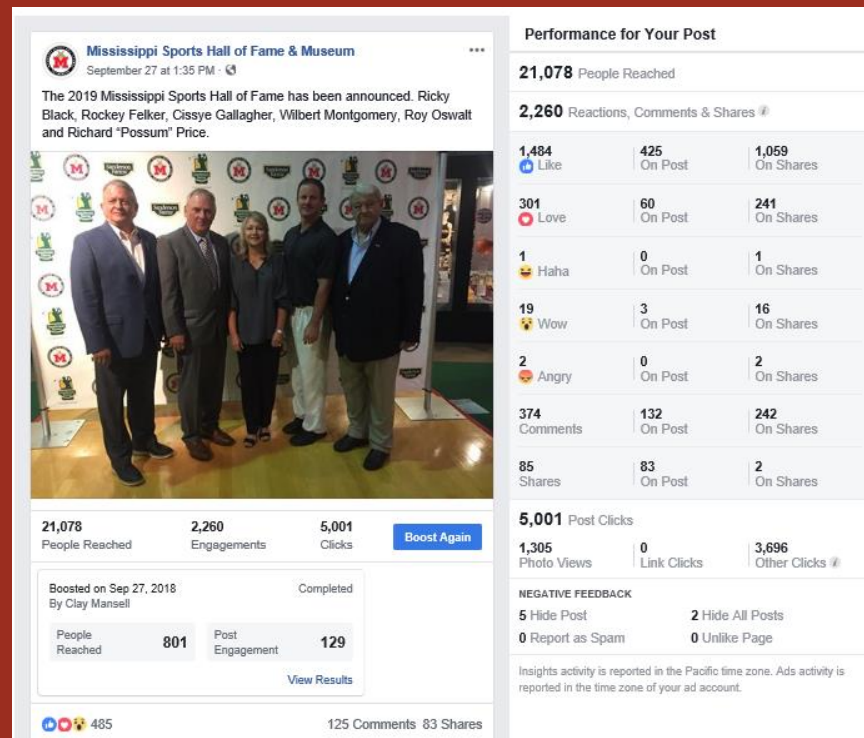 Mississippi Sports Hall of Fame & Museum
September 27 at 1:35 PM ·
The 2019 Mississippi Sports Hall of Fame has been announced. Ricky
Black, Rockey Felker, Cissye Gallagher, Wilbert Montgomery, Roy Oswalt
and Richard “Possum” Price.
21,078
People Reached
2,260
Engagements
5,001
Clicks
Boost Again
Boosted on Sep 27, 2018
Completed
By Clay Mansell
People
Reached
801
Post
Engagement
129
View Results
485
125 Comments 83 Shares
Performance for Your Post
21,078 People Reached
2,260 Reactions, Comments & Shares
1,484
Like
425
On Post
1,059
On Shares
301
Love
60
On Post
241
On Shares
1
Haha
0
On Post
1
On Shares
19
Wow
3
On Post
16
On Shares
2
Angry
0
On Post
2
On Shares
374
Comments
132
On Post
242
On Shares
85
Shares
83
On Post
2
On Shares
5,001 Post Clicks
1,305
Photo Views
0
Link Clicks
3,696
Other Clicks
NEGATIVE FEEDBACK
5 Hide Post
2 Hide All Posts
0 Report as Spam
0 Unlike Page
Insights activity is reported in the Pacific time zone. Ads activity is
reported in the time zone of your ad account.